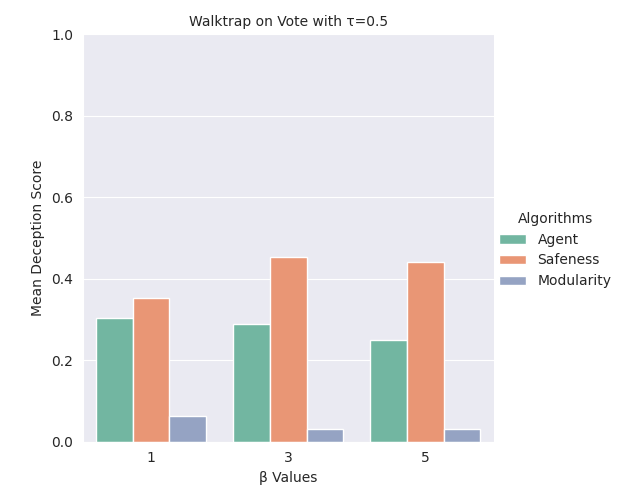 Walktrap on Vote with τ=0.5
1.0
0.8
0.6
0.4
0.2
0.0
Mean Deception Score
1 3 5
β Values
Algorithms
Agent
Safeness
Modularity